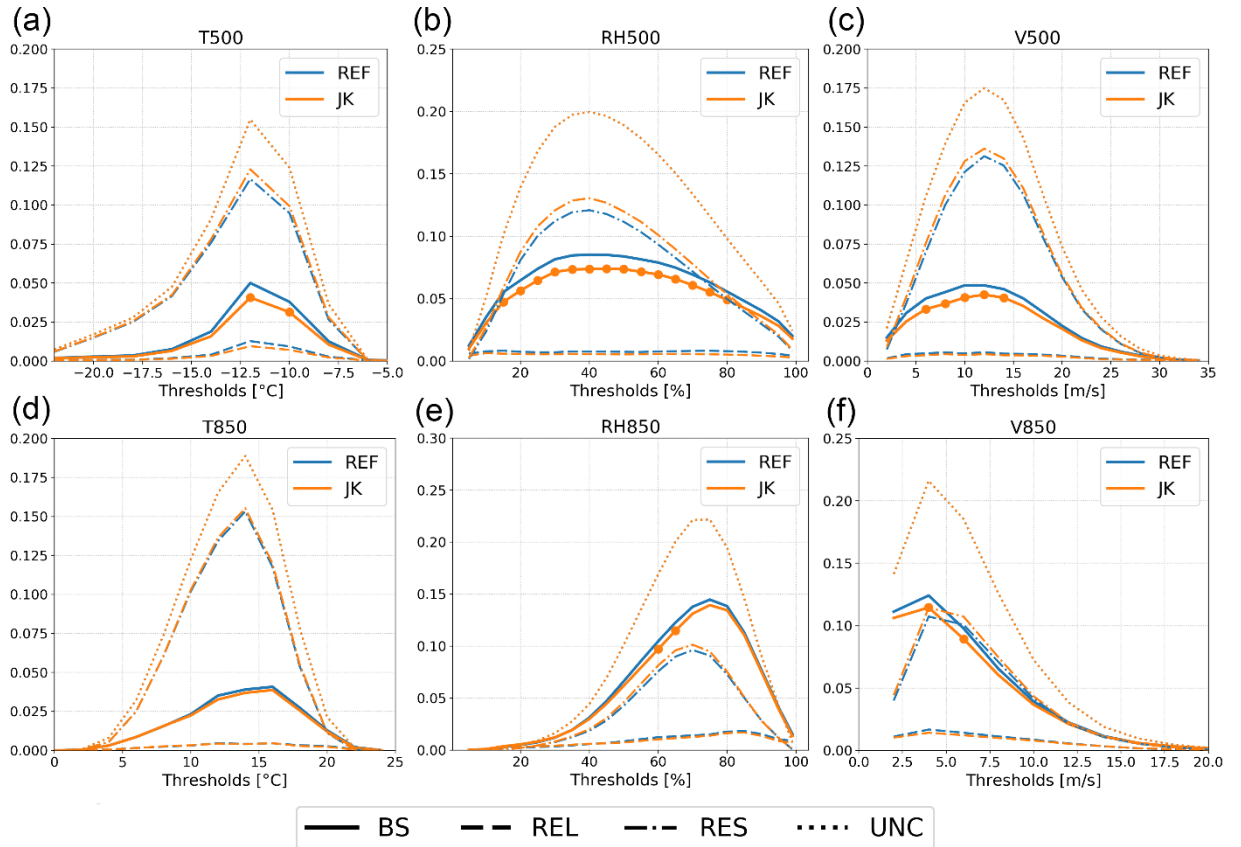 (a)
T500
0.200
0.175
0.150
0.125
0.100
0.075
0.050
0.025
0.000
REF
JK
−20.0 −17.5 −15.0 −12.5 −10.0 −7.5 −5.0
Thresholds [°C]
(b)
RH500
0.25
0.20
0.15
0.10
0.05
0.00
REF
JK
20 40 60 80 100
Thresholds [%]
(c)
V500
0.200
0.175
0.150
0.125
0.100
0.075
0.050
0.025
0.000
REF
JK
0 5 10 15 20 25 30 35
Thresholds [m/s]
(d)
T850
0.200
0.175
0.150
0.125
0.100
0.075
0.050
0.025
0.000
REF
JK
0 5 10 15 20 25
Thresholds [°C]
(e)
RH850
0.30
0.25
0.20
0.15
0.10
0.05
0.00
REF
JK
20 40 60 80 100
Thresholds [%]
(f)
V850
0.25
0.20
0.15
0.10
0.05
0.00
REF
JK
0.0 2.5 5.0 7.5 10.0 12.5 15.0 17.5 20.0
Thresholds [m/s]
BS REL RES UNC